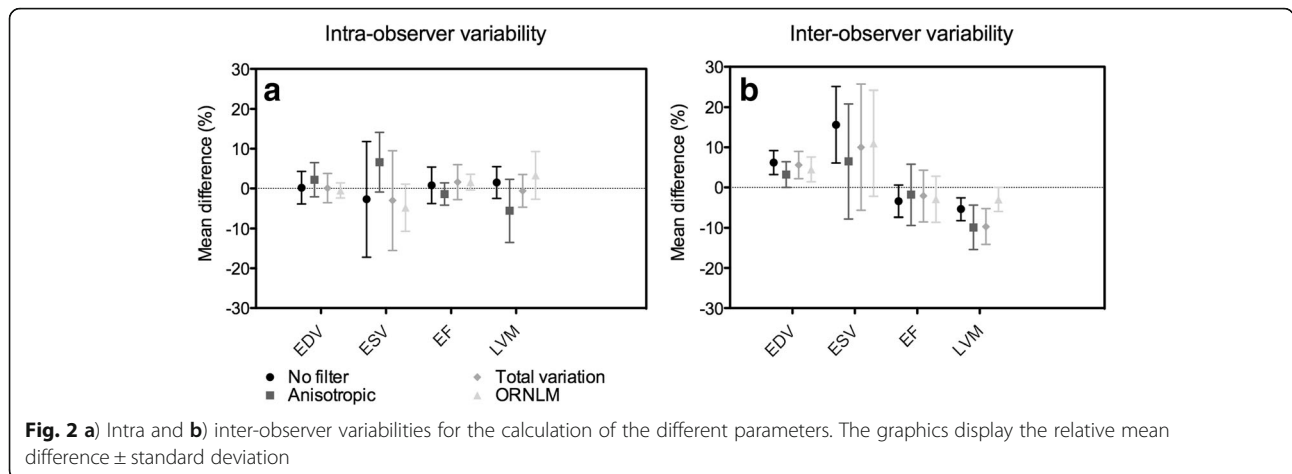 Intra-observer variability
a
Mean difference (%)
30
20
10
0
-10
-20
-30
EDV
ESV
EF
LVM
Inter-observer variability
b
Mean difference (%)
30
20
10
0
-10
-20
-30
EDV
ESV
EF
LVM
No filter
Total variation
Anisotropic
ORNLM
Fig. 2 a) Intra and b) inter-observer variabilities for the calculation of the different parameters. The graphics display the relative mean
difference ± standard deviation